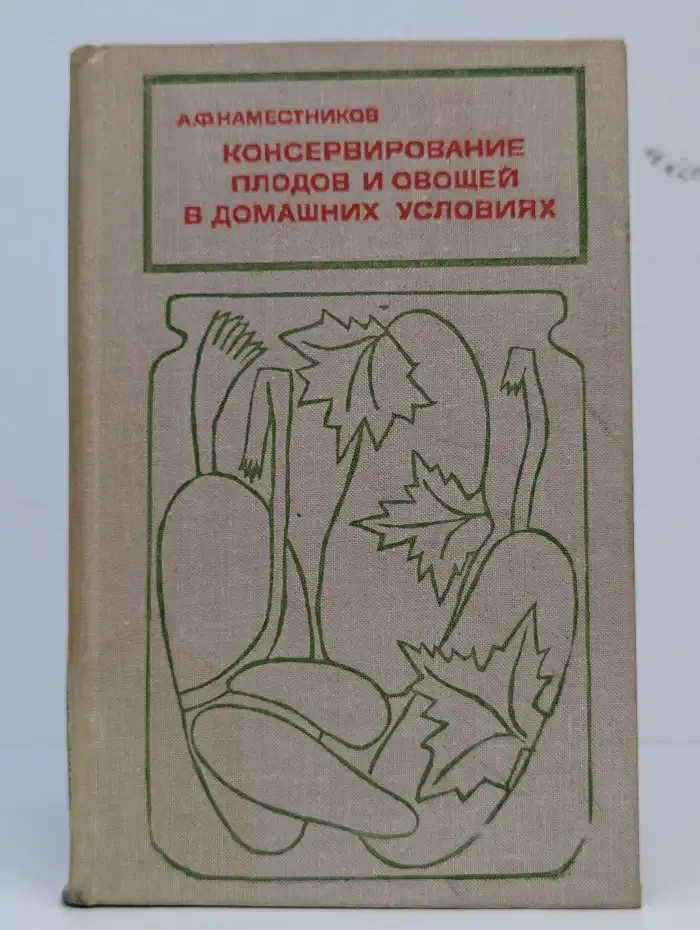 А.Ф.НАМЕСТНИКОВ
КОНСЕРВИРОВАНИЕ
ПЛОДОВ И ОВОЩЕЙ
В ДОМАШНИХ УСЛОВИЯХ